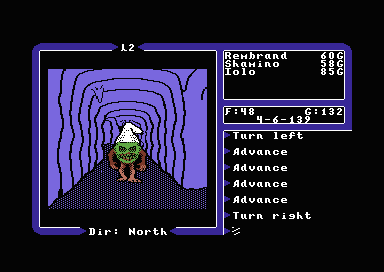 L2
Rembrand 60G
Shamino 58G
Iolo 85G
F:48 G:132
4-6-139
Turn left
Advance
Advance
Advance
Advance
Turn right
Dir: North